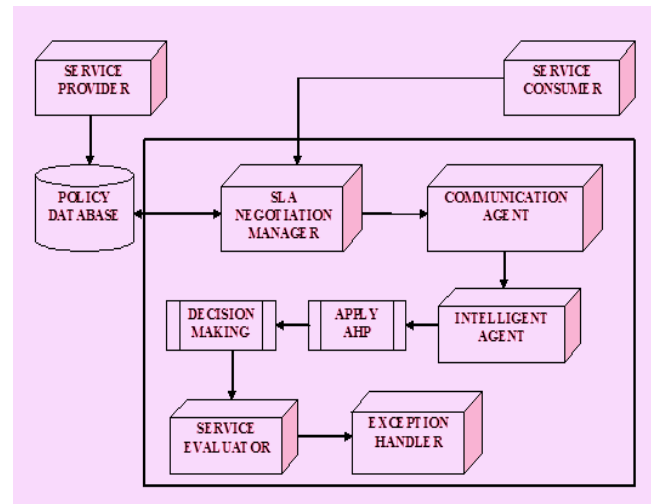 SERVICE
PROVIDER
SERVICE
CONSUMER
POLICY
DATABASE
SLA
NEGOTIATION
MANAGER
COMMUNICATION
AGENT
DECISION
MAKING
APPLY
AHP
INTELLIGENT
AGENT
SERVICE
EVALUATOR
EXCEPTION
HANDLER